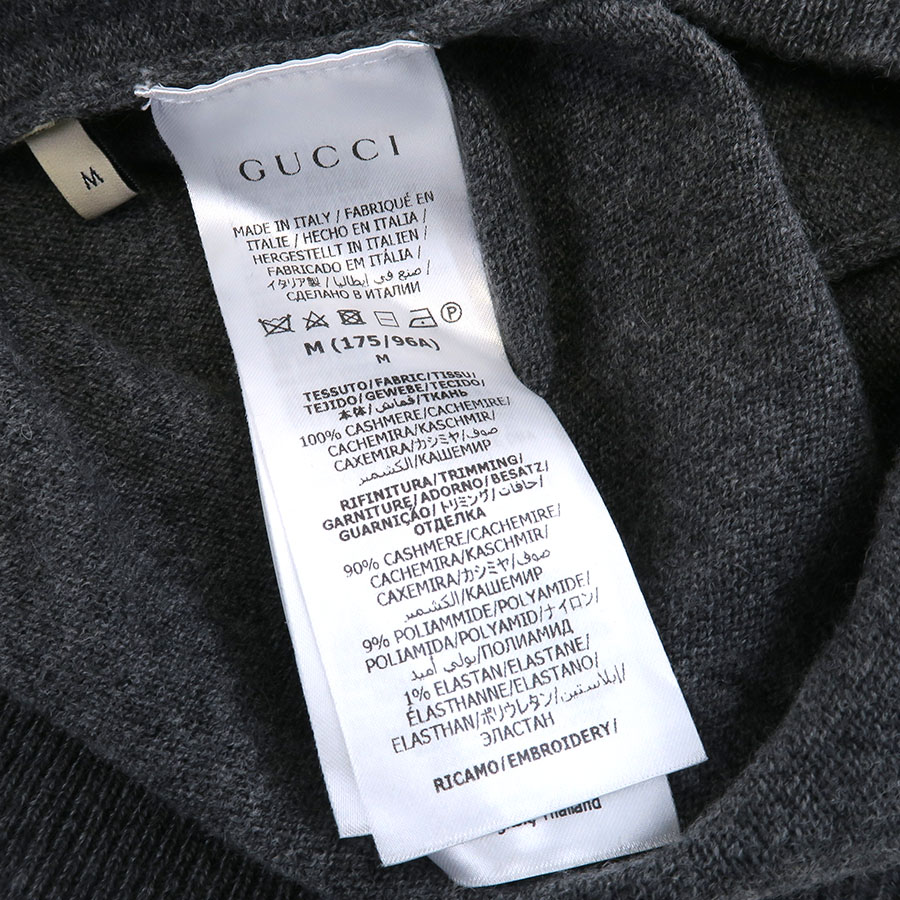 GUCCI
MADE IN ITALY / FABRIQUÉ EN
ITALIE / HECHO EN ITALIA /
HERGESTELLT IN ITALIEN /
FABRICADO EM ITÁLIA /
イタリア製 / صنع في إيطاليا /
СДЕЛАНО В ИТАЛИИ
P
M (175/96A)
M
TESSUTO/FABRIC/TISSU/
TEJIDO/GEWEBE/TECIDO/
本体/قماش/ТКАНЬ
100% CASHMERE/CACHEMIRE/
CACHEMIRA/KASCHMIR/
CAXEMIRA/カシミヤ/صوف
الكشمير/КАШЕМИР
RIFINITURA/TRIMMING/
GARNITURE/ADORNO/BESATZ/
GUARNIÇÃO/トリミング/حافات/
ОТДЕЛКА
90% CASHMERE/CACHEMIRE/
CACHEMIRA/KASCHMIR/
CAXEMIRA/カシミヤ/صوف
الكشمير/КАШЕМИР
9% POLIAMMIDE/POLYAMIDE/
POLIAMIDA/POLYAMID/ナイロン/
بولي أميد/ПОЛИАМИД
1% ELASTAN/ELASTANE/
ÉLASTHANNE/ELASTANO/
ELASTHAN/ポリウレタン/إيلاستين/
ЭЛАСТАН
RICAMO/EMBROIDERY/
Thailand
M